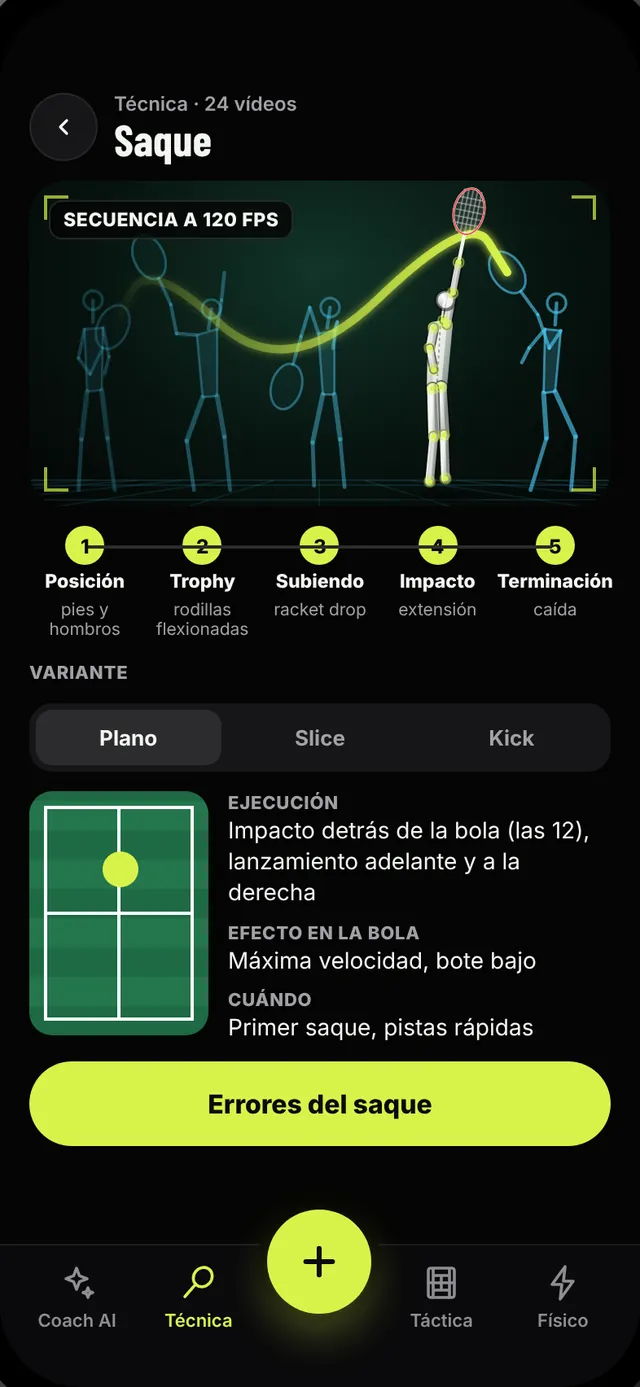 Técnica · 24 vídeos
Saque
SECUENCIA A 120 FPS
1
2
3
4
5
Posición
Trophy
Subiendo
Impacto
Terminación
pies y
hombros
rodillas
flexionadas
racket drop
extensión
caída
VARIANTE
Plano
Slice
Kick
EJECUCIÓN
Impacto detrás de la bola (las 12),
lanzamiento adelante y a la
derecha
EFECTO EN LA BOLA
Máxima velocidad, bote bajo
CUÁNDO
Primer saque, pistas rápidas
Errores del saque
Coach AI
Técnica
Táctica
Físico